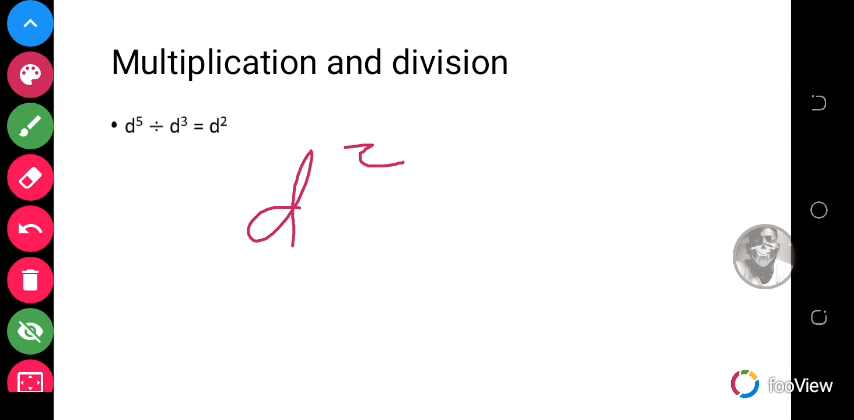 Multiplication and division
• d⁵ ÷ d³ = d²
d²
fooView